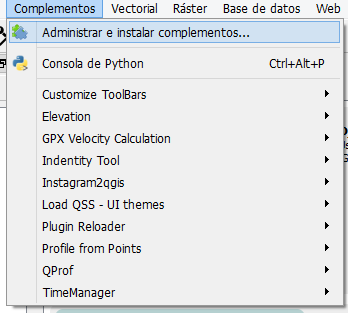 Complementos Vectorial Ráster Base de datos Web
Administrar e instalar complementos...
Consola de Python Ctrl+Alt+P
Customize ToolBars
Elevation
GPX Velocity Calculation
Indentity Tool
Instagram2qgis
Load QSS - UI themes
Plugin Reloader
Profile from Points
QProf
TimeManager